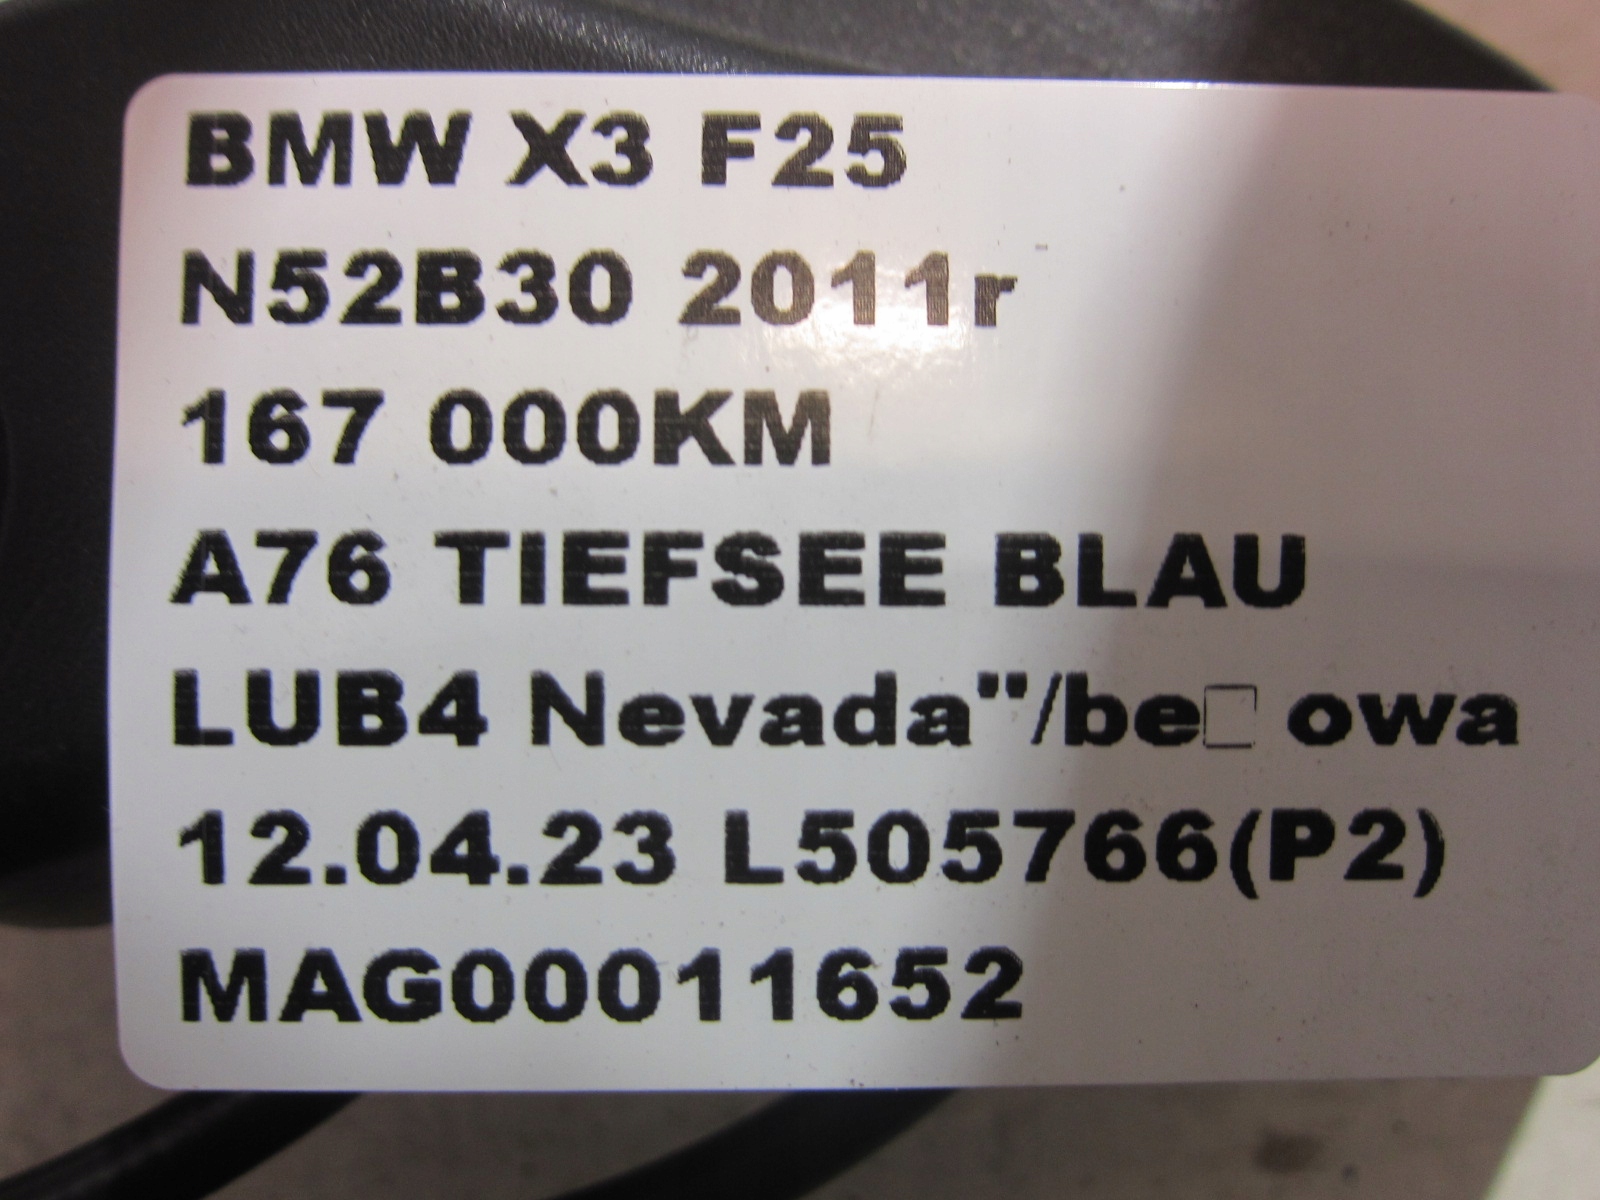 BMW X3 F25
N52B30 2011r
167 000KM
A76 TIEFSEE BLAU
LUB4 Nevada"/be□ owa
12.04.23 L505766(P2)
MAG00011652